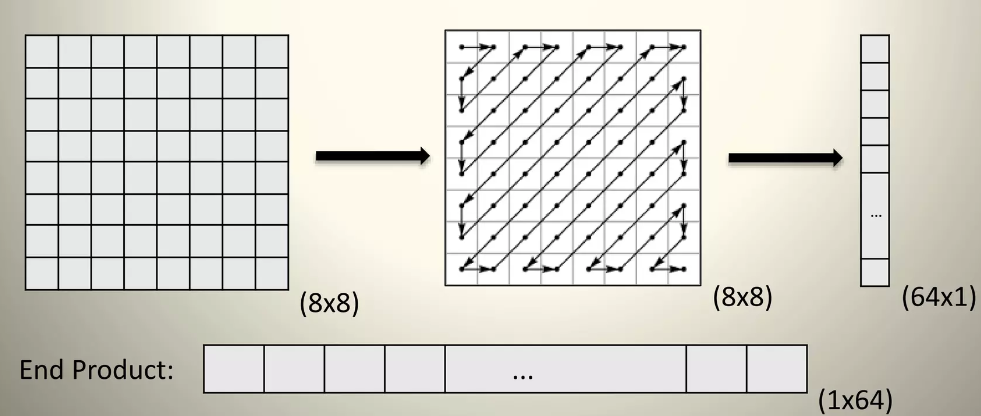 ...
(8x8)
(8x8)
(64x1)
End Product:
...
(1x64)